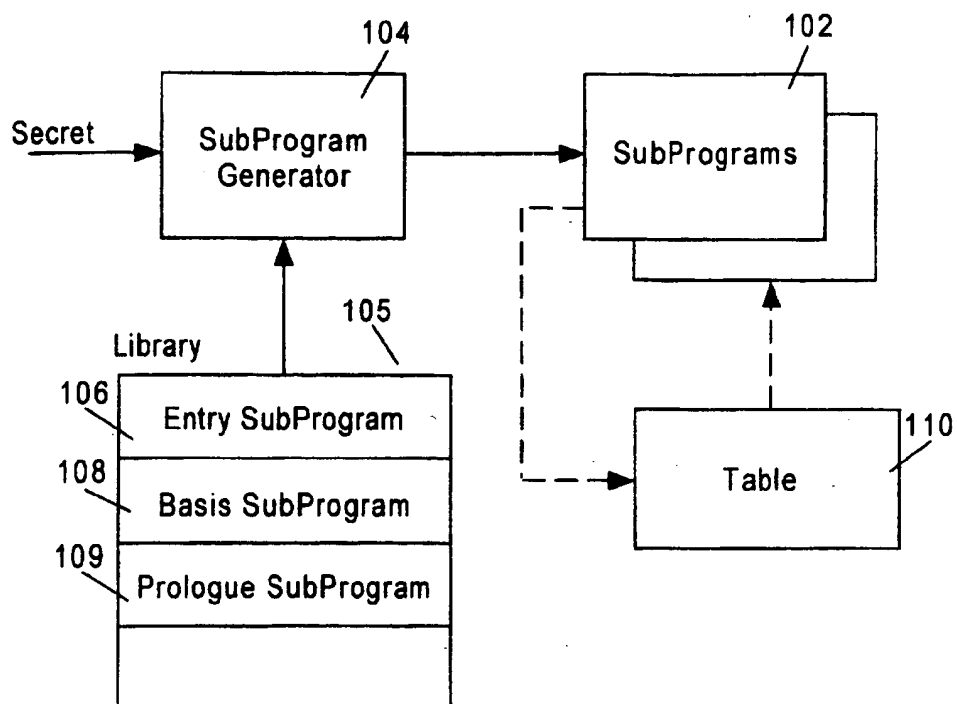 104
102
Secret
SubProgram
Generator
SubPrograms
105
Library
106
Entry SubProgram
110
108
Basis SubProgram
Table
109
Prologue SubProgram